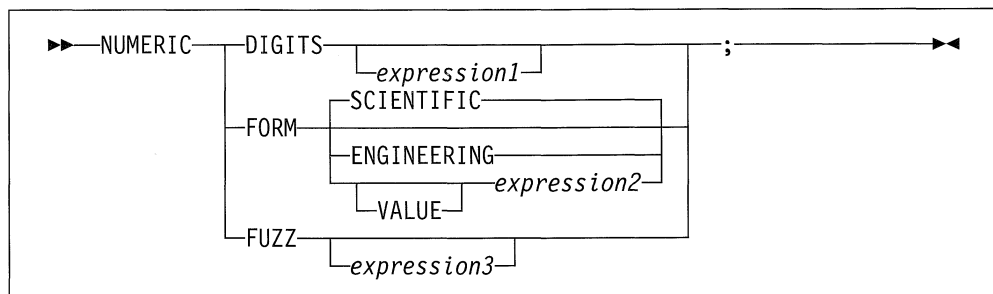 NUMERIC DIGITS ;
expression1
SCIENTIFIC
FORM
ENGINEERING
expression2
VALUE
FUZZ
expression3